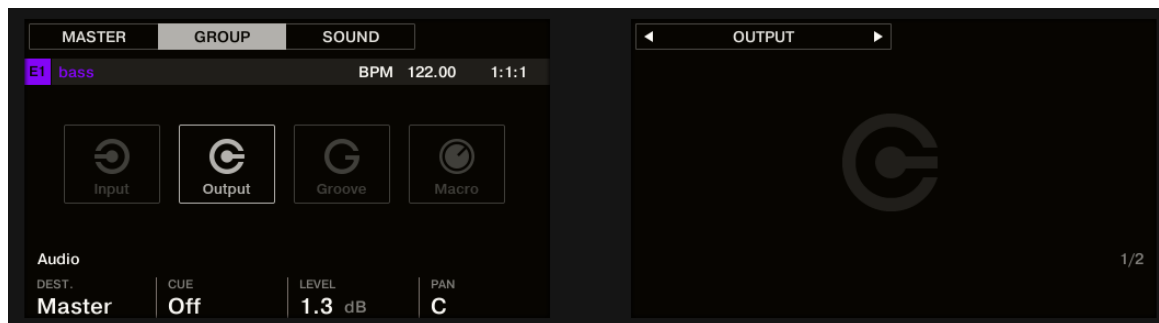 MASTER GROUP SOUND
E1 bass BPM 122.00 1:1:1
Input Output Groove Macro
Audio
DEST. CUE LEVEL PAN
Master Off 1.3 dB C
OUTPUT
1/2